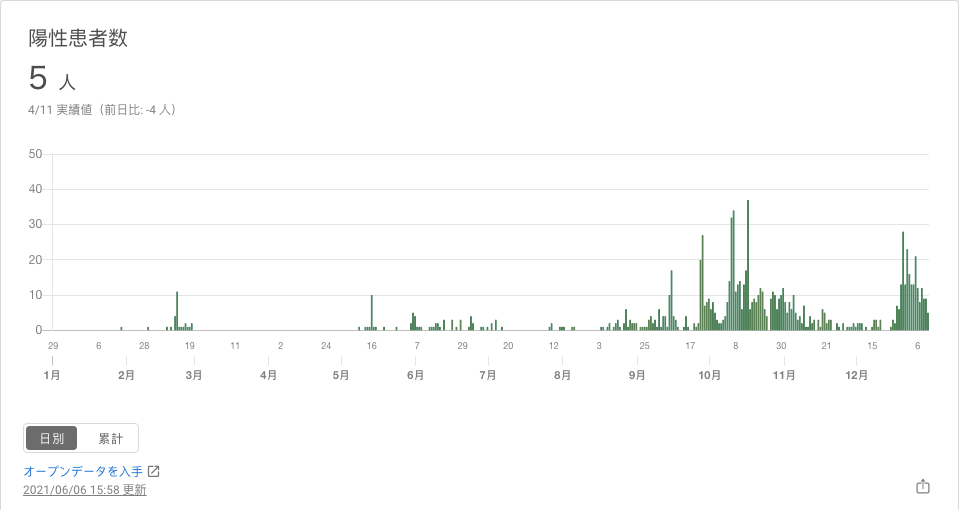 陽性患者数
5 人
4/11 実績値（前日比: -4 人）
50
40
30
20
10
0
29 6 28 19 11 2 24 16 7 29 20 12 3 25 17 8 30 21 15 6
1月 2月 3月 4月 5月 6月 7月 8月 9月 10月 11月 12月
日別 累計
オープンデータを入手
2021/06/06 15:58 更新